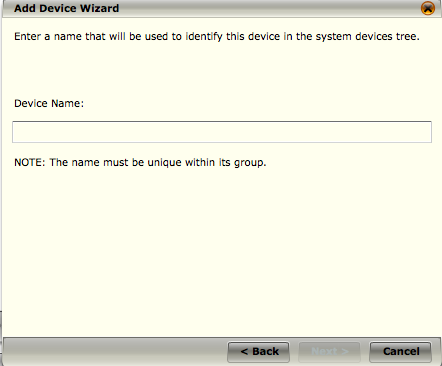 Add Device Wizard
Enter a name that will be used to identify this device in the system devices tree.
Device Name:
NOTE: The name must be unique within its group.
< Back Next > Cancel